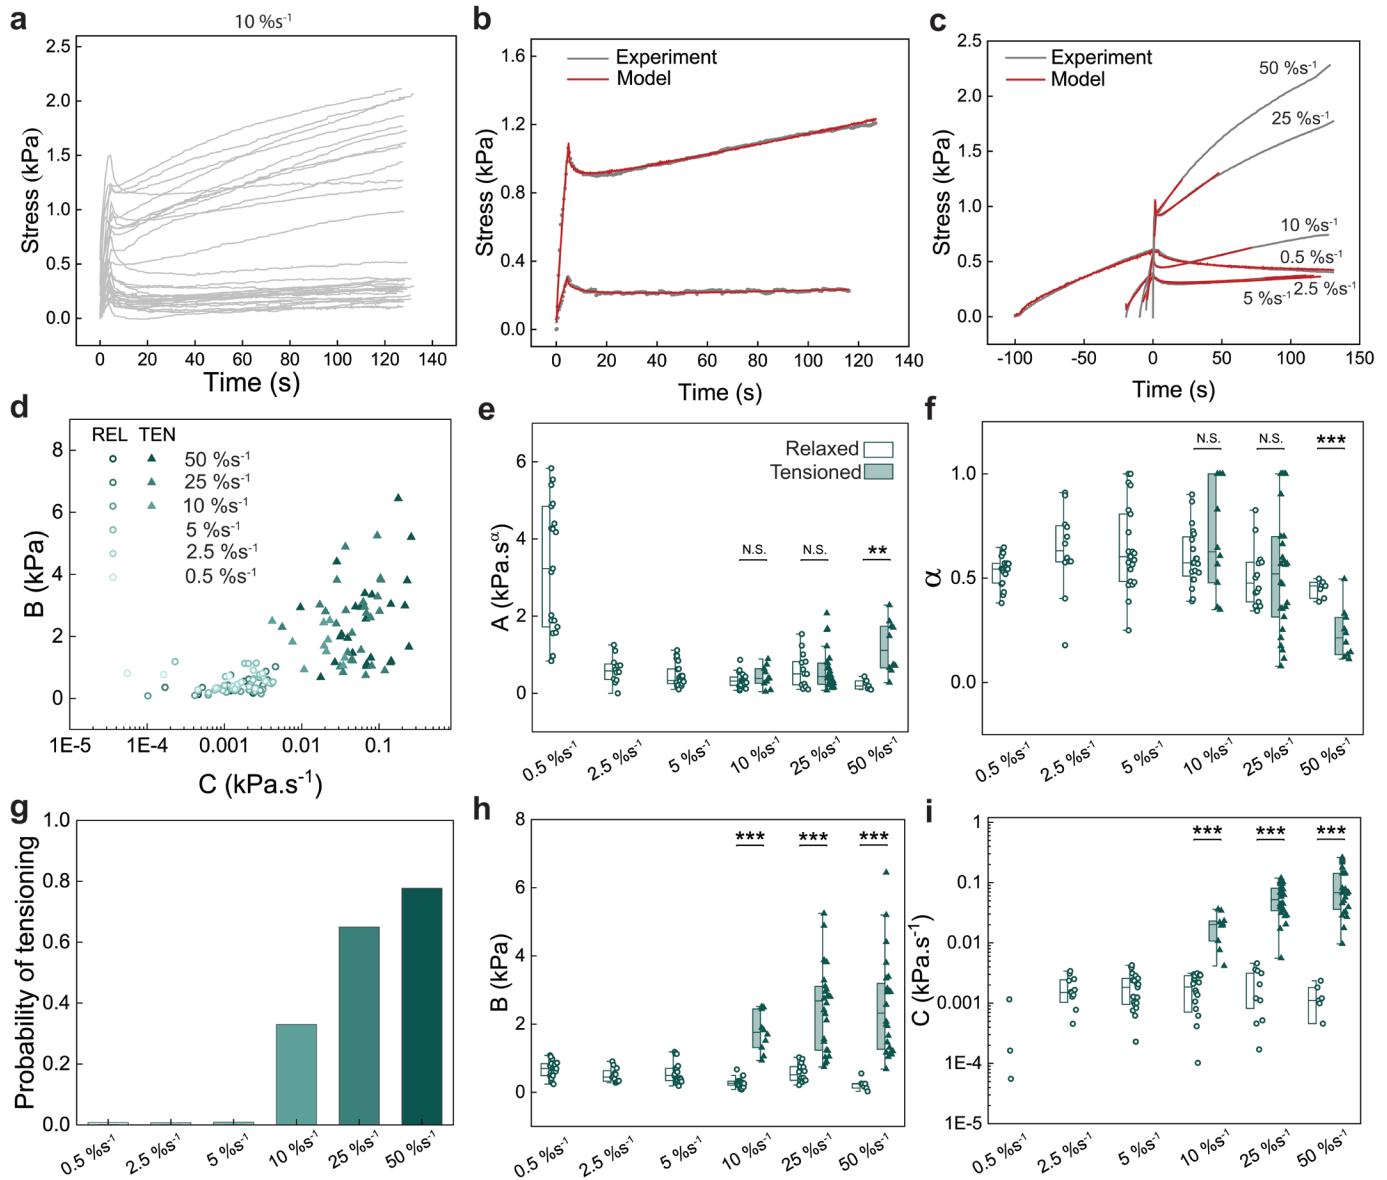 a
10 %s⁻¹
Stress (kPa)
2.5
2.0
1.5
1.0
0.5
0.0
0 20 40 60 80 100 120 140
Time (s)
b
Experiment
Model
Stress (kPa)
1.6
1.2
0.8
0.4
0.0
0 20 40 60 80 100 120 140
Time (s)
c
Experiment
Model
50 %s⁻¹
25 %s⁻¹
10 %s⁻¹
0.5 %s⁻¹
5 %s⁻¹
2.5 %s⁻¹
Stress (kPa)
2.5
2.0
1.5
1.0
0.5
0.0
-100 -50 0 50 100 150
Time (s)
d
REL TEN
50 %s⁻¹
25 %s⁻¹
10 %s⁻¹
5 %s⁻¹
2.5 %s⁻¹
0.5 %s⁻¹
B (kPa)
8
6
4
2
0
1E-5 1E-4 0.001 0.01 0.1
C (kPa.s⁻¹)
e
Relaxed
Tensioned
N.S. N.S. **
A (kPa.sᵅ)
6
4
2
0
0.5 %s⁻¹ 2.5 %s⁻¹ 5 %s⁻¹ 10 %s⁻¹ 25 %s⁻¹ 50 %s⁻¹
f
N.S. N.S. ***
α
1.0
0.5
0.0
0.5 %s⁻¹ 2.5 %s⁻¹ 5 %s⁻¹ 10 %s⁻¹ 25 %s⁻¹ 50 %s⁻¹
g
Probability of tensioning
1.0
0.8
0.6
0.4
0.2
0.0
0.5 %s⁻¹ 2.5 %s⁻¹ 5 %s⁻¹ 10 %s⁻¹ 25 %s⁻¹ 50 %s⁻¹
h
*** *** ***
B (kPa)
8
6
4
2
0
0.5 %s⁻¹ 2.5 %s⁻¹ 5 %s⁻¹ 10 %s⁻¹ 25 %s⁻¹ 50 %s⁻¹
i
*** *** ***
C (kPa.s⁻¹)
1
0.1
0.01
0.001
1E-4
1E-5
0.5 %s⁻¹ 2.5 %s⁻¹ 5 %s⁻¹ 10 %s⁻¹ 25 %s⁻¹ 50 %s⁻¹